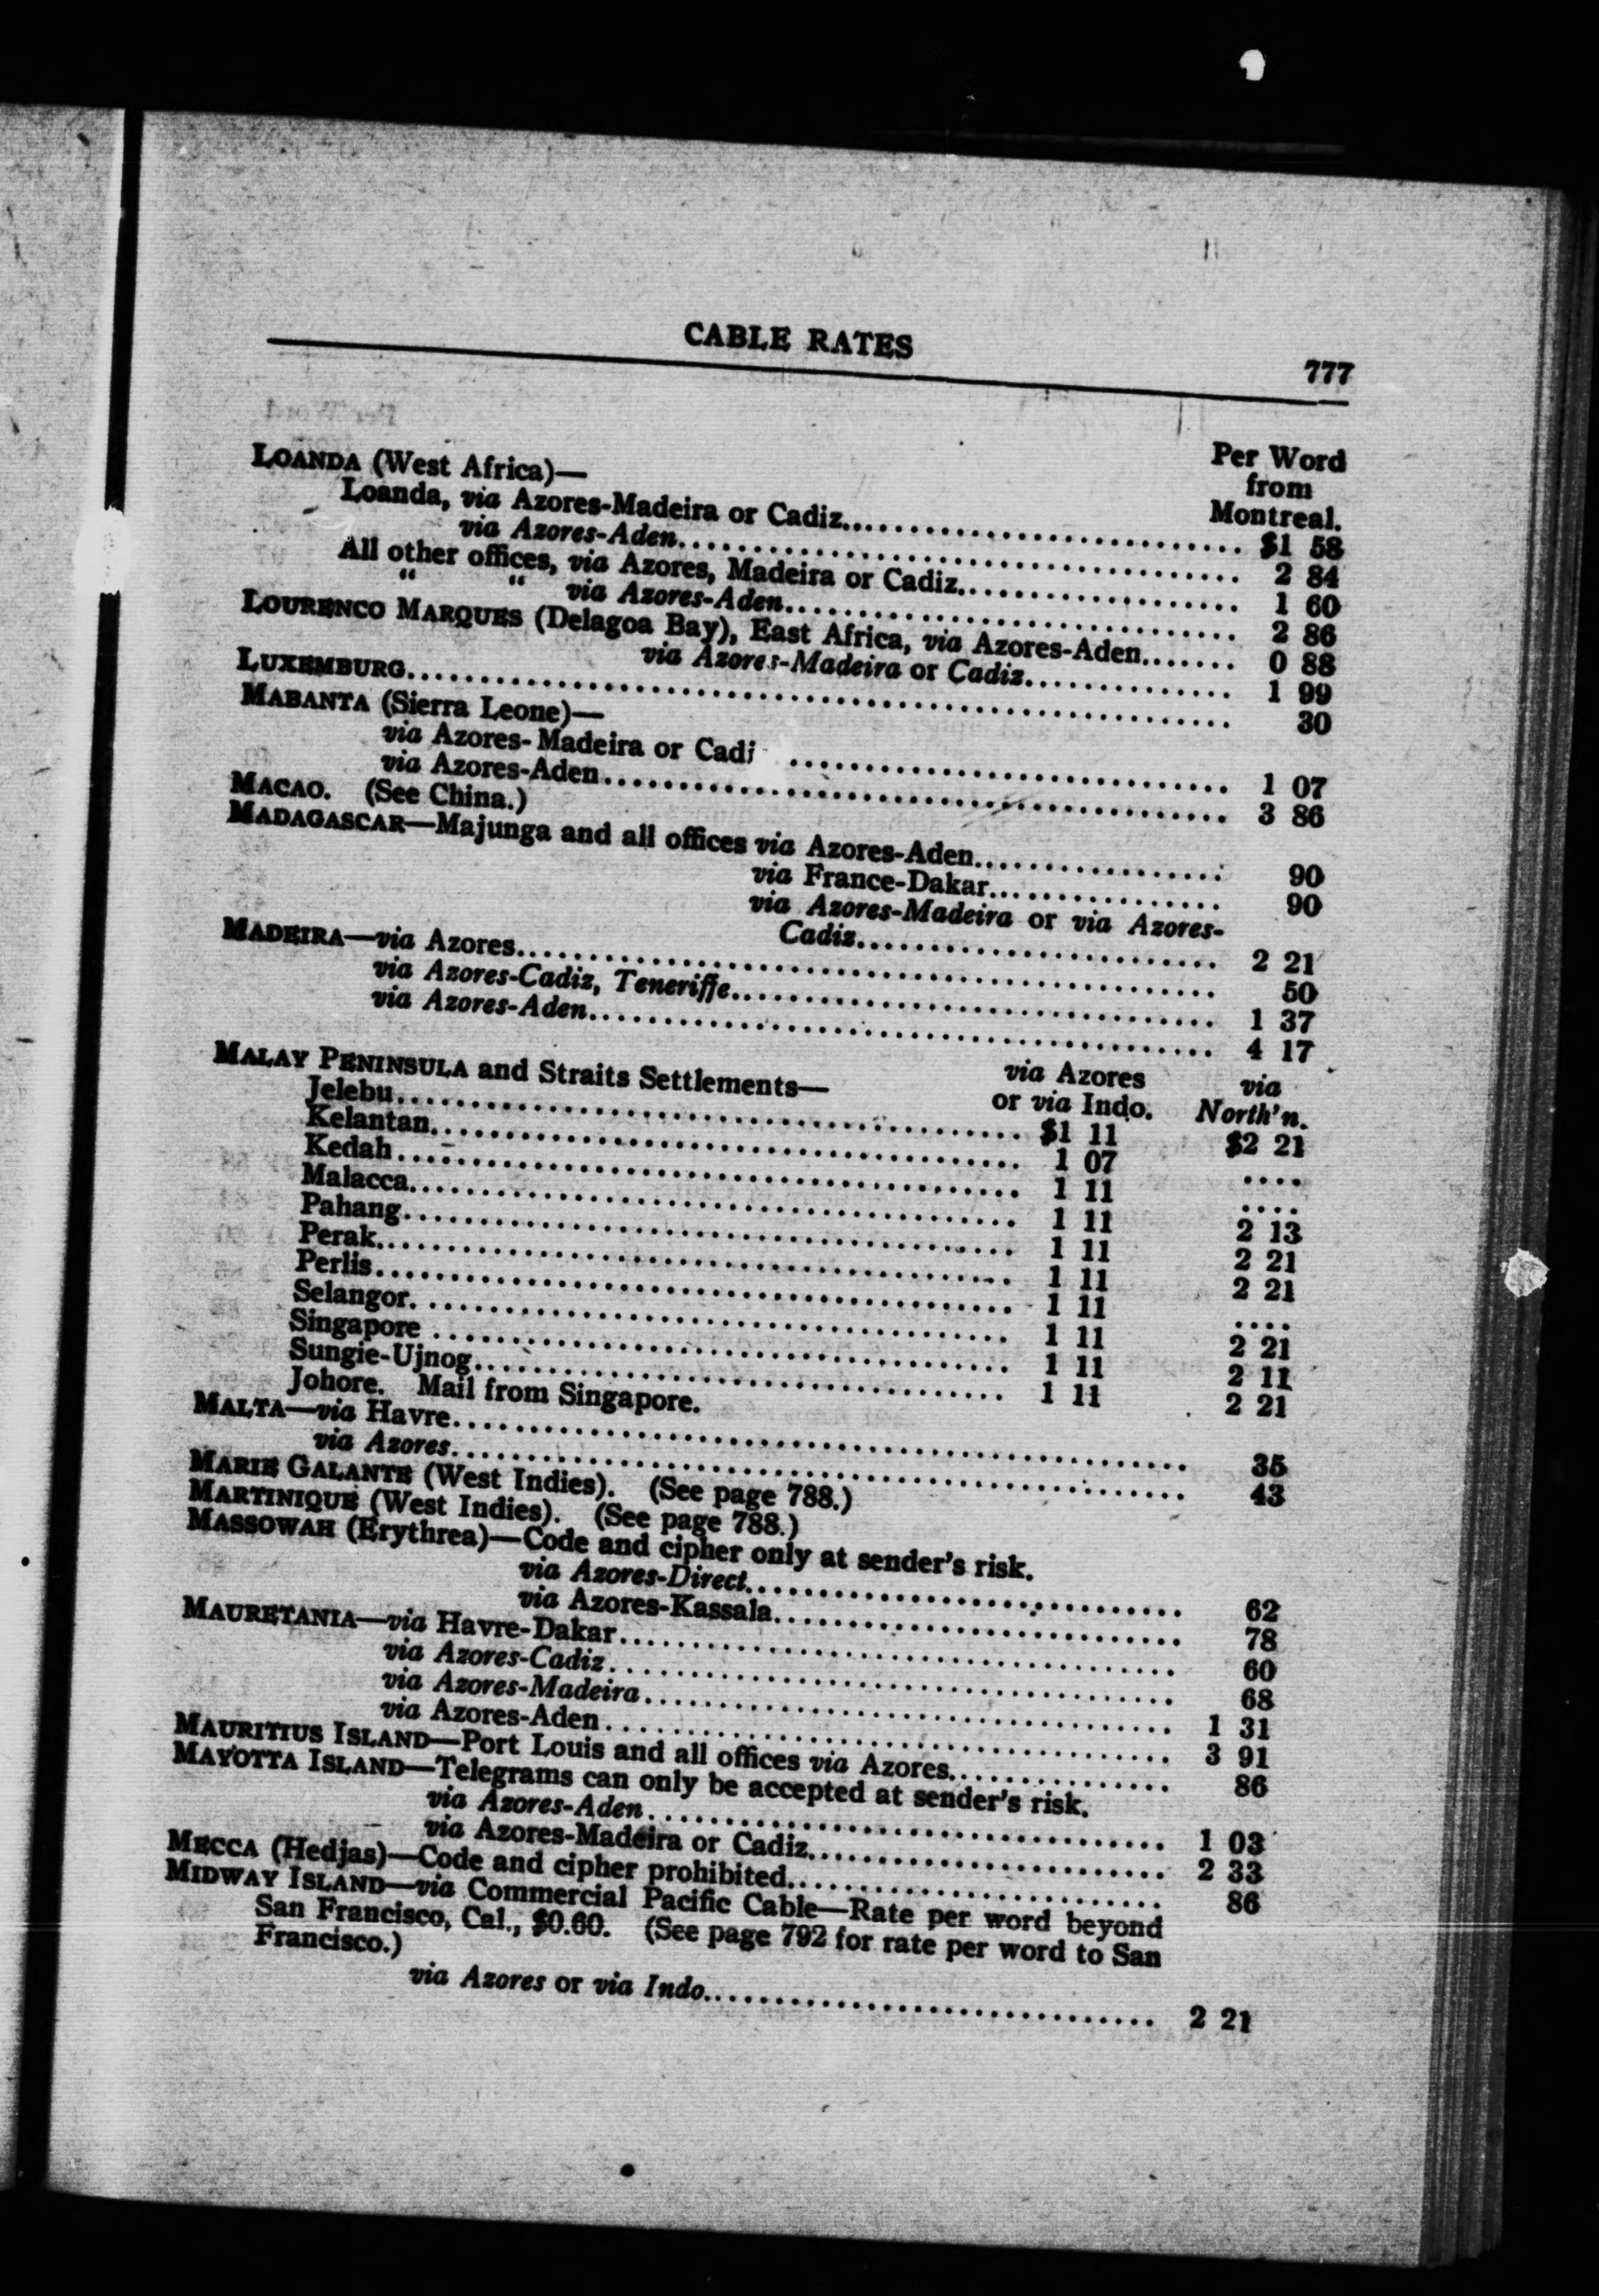 CABLE RATES
777
Per Word
from
Montreal.
LOANDA (West Africa)—
Loanda, via Azores-Madeira or Cadiz........ $1 58
via Azores-Aden........ 2 84
All other offices, via Azores, Madeira or Cadiz........ 1 60
" " via Azores-Aden........ 2 86
LOURENCO MARQUES (Delagoa Bay), East Africa, via Azores-Aden....... 0 88
via Azores-Madeira or Cadiz........ 1 99
LUXEMBURG........ 30
MABANTA (Sierra Leone)—
via Azores-Madeira or Cadi ........ 1 07
via Azores-Aden........ 3 86
MACAO. (See China.)
MADAGASCAR—Majunga and all offices via Azores-Aden........ 90
via France-Dakar........ 90
via Azores-Madeira or via Azores-
Cadiz........ 2 21
MADEIRA—via Azores........ 50
via Azores-Cadiz, Teneriffe........ 1 37
via Azores-Aden........ 4 17
MALAY PENINSULA and Straits Settlements— via Azores via
or via Indo. North'n.
Jelebu........ $1 11 $2 21
Kelantan........ 1 07 ....
Kedah........ 1 11 ....
Malacca........ 1 11 2 13
Pahang........ 1 11 2 21
Perak........ 1 11 2 21
Perlis........ 1 11 ....
Selangor........ 1 11 2 21
Singapore........ 1 11 2 11
Sungie-Ujnog........ 1 11 2 21
Johore. Mail from Singapore.
MALTA—via Havre........ 35
via Azores........ 43
MARIE GALANTE (West Indies). (See page 788.)
MARTINIQUE (West Indies). (See page 788.)
MASSOWAH (Erythrea)—Code and cipher only at sender's risk.
via Azores-Direct........ 62
via Azores-Kassala........ 78
MAURETANIA—via Havre-Dakar........ 60
via Azores-Cadiz........ 68
via Azores-Madeira........ 1 31
via Azores-Aden........ 3 91
MAURITIUS ISLAND—Port Louis and all offices via Azores........ 86
MAYOTTA ISLAND—Telegrams can only be accepted at sender's risk.
via Azores-Aden........ 1 03
via Azores-Madeira or Cadiz........ 2 33
MECCA (Hedjas)—Code and cipher prohibited........ 86
MIDWAY ISLAND—via Commercial Pacific Cable—Rate per word beyond
San Francisco, Cal., $0.60. (See page 792 for rate per word to San
Francisco.)
via Azores or via Indo........ 2 21